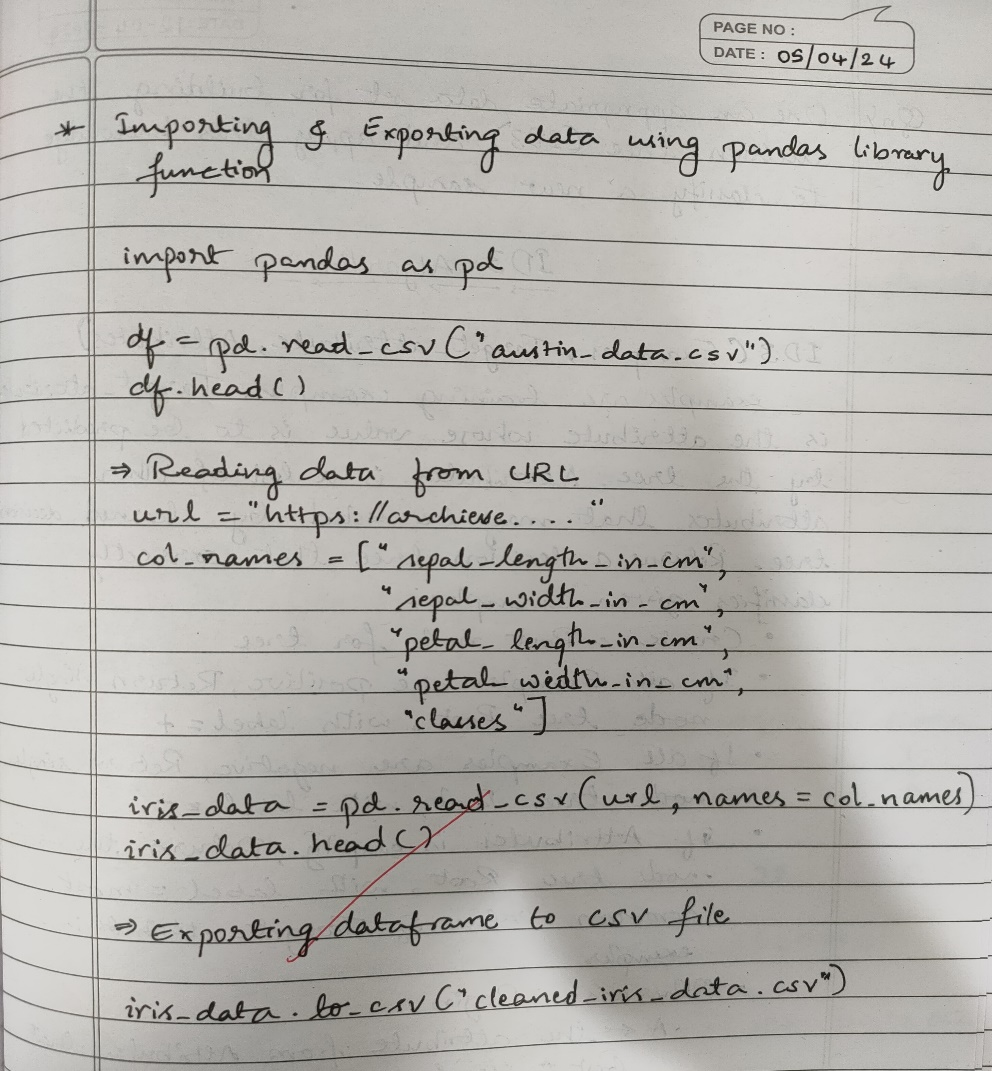 PAGE NO :
DATE : 05/04/24
* Importing & Exporting data using pandas library
function
import pandas as pd
df = pd.read_csv("austin_data.csv")
df.head()
⇒ Reading data from URL
url = "https://archieve...."
col_names = ["sepal_length_in_cm",
"sepal_width_in_cm",
"petal_length_in_cm",
"petal_width_in_cm",
"classes"]
iris_data = pd.read_csv(url, names = col_names)
iris_data.head()
⇒ Exporting dataframe to csv file
iris_data.to_csv("cleaned_iris_data.csv")